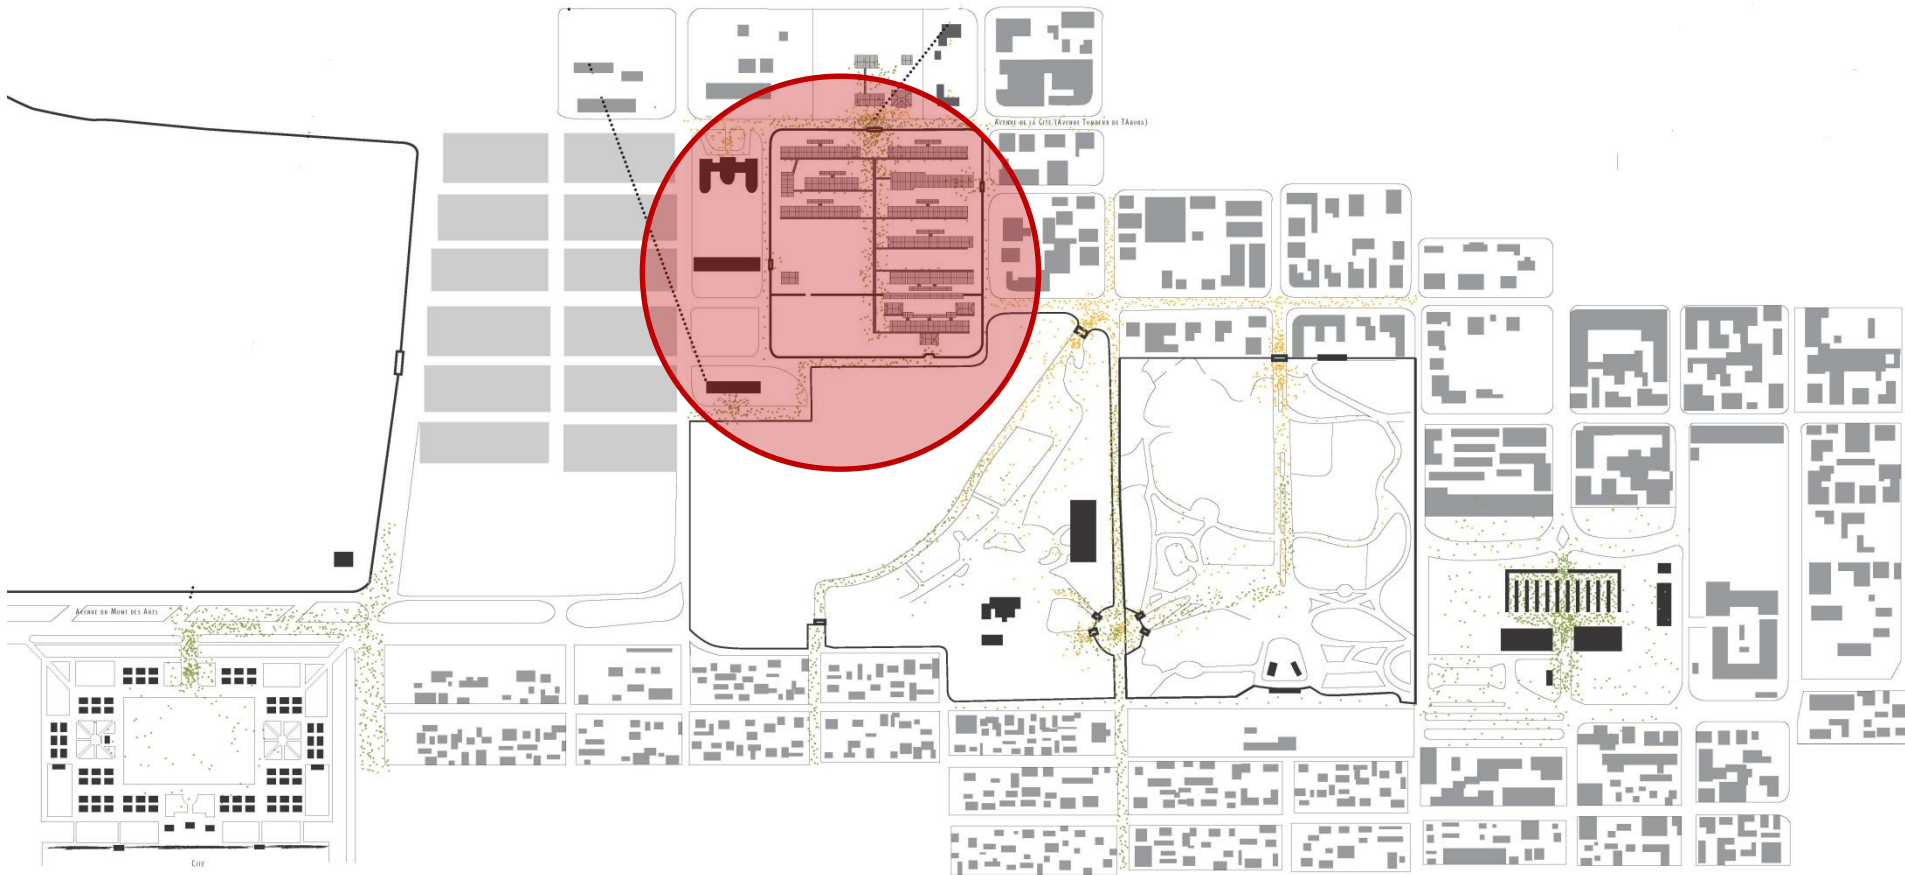 Avenue de la Cité (Avenue Tombeur de Tabora)
Avenue du Mont des Arts
Cité